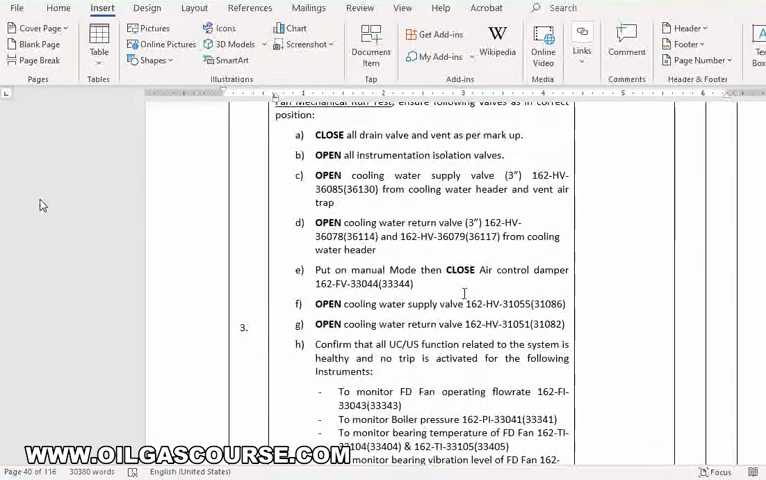 File Home Insert Design Layout References Mailings Review View Help Acrobat Search
Cover Page
Blank Page
Page Break
Pages
Table
Tables
Pictures
Online Pictures
Shapes
Icons
3D Models
SmartArt
Chart
Screenshot
Illustrations
Document
Item
Tap
Get Add-ins
My Add-ins
Wikipedia
Add-ins
Online
Video
Media
Links
Comment
Comments
Header
Footer
Page Number
Header & Footer
Text
Box
1 2 3 4 5 6
Fan Mechanical Run Test, ensure following valves as in correct
position:
a) CLOSE all drain valve and vent as per mark up.
b) OPEN all instrumentation isolation valves.
c) OPEN cooling water supply valve (3”) 162-HV-
36085(36130) from cooling water header and vent air
trap
d) OPEN cooling water return valve (3”) 162-HV-
36078(36114) and 162-HV-36079(36117) from cooling
water header
e) Put on manual Mode then CLOSE Air control damper
162-FV-33044(33344)
f) OPEN cooling water supply valve 162-HV-31055(31086)
g) OPEN cooling water return valve 162-HV-31051(31082)
3.
h) Confirm that all UC/US function related to the system is
healthy and no trip is activated for the following
Instruments:
- To monitor FD Fan operating flowrate 162-FI-
33043(33343)
- To monitor Boiler pressure 162-PI-33041(33341)
- To monitor bearing temperature of FD Fan 162-TI-
33104(33404) & 162-TI-33105(33405)
monitor bearing vibration level of FD Fan 162-
WWW.OILGASCOURSE.COM
Page 40 of 116 30380 words English (United States) Focus